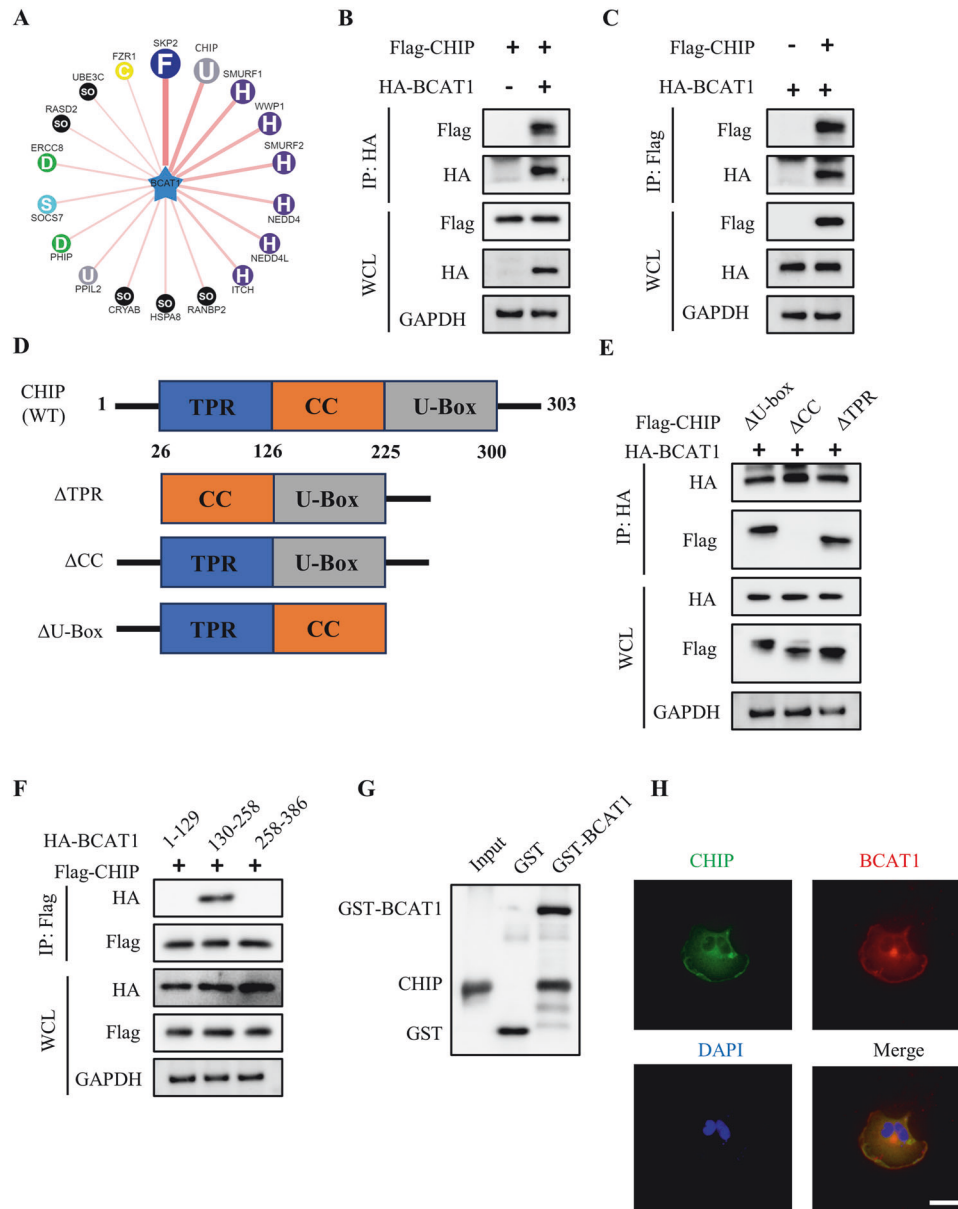 A
SKP2
F
CHIP
U
FZR1
C
SMURF1
H
UBE3C
SO
WWP1
H
RASD2
SO
SMURF2
H
ERCC8
D
BCAT1
SOCS7
S
H
NEDD4
PHIP
D
H
NEDD4L
PPIL2
U
H
ITCH
CRYAB
SO
HSPA8
SO
RANBP2
SO
B
Flag-CHIP + +
HA-BCAT1 - +
IP: HA
Flag
HA
WCL
Flag
HA
GAPDH
C
Flag-CHIP - +
HA-BCAT1 + +
IP: Flag
Flag
HA
WCL
Flag
HA
GAPDH
D
CHIP
(WT)
1 TPR CC U-Box 303
26 126 225 300
ΔTPR CC U-Box
ΔCC TPR U-Box
ΔU-Box TPR CC
E
Flag-CHIP ΔU-box ΔCC ΔTPR
HA-BCAT1 + + +
IP: HA
HA
Flag
WCL
HA
Flag
GAPDH
F
HA-BCAT1 1-129 130-258 258-386
Flag-CHIP + + +
IP: Flag
HA
Flag
WCL
HA
Flag
GAPDH
G
Input GST GST-BCAT1
GST-BCAT1
CHIP
GST
H
CHIP BCAT1
DAPI Merge